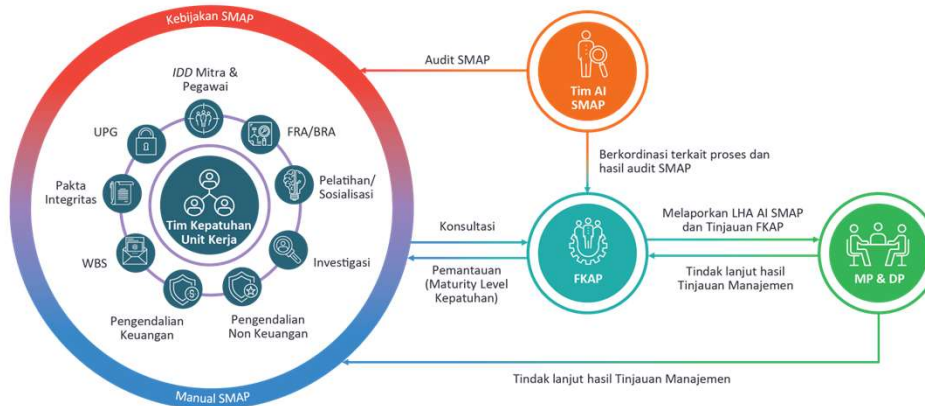 Kebijakan SMAP
IDD Mitra &
Pegawai
UPG
FRA/BRA
Pakta
Integritas
Pelatihan/
Sosialisasi
Tim Kepatuhan
Unit Kerja
WBS
Investigasi
Pengendalian
Keuangan
Pengendalian
Non Keuangan
Manual SMAP
Audit SMAP
Tim AI
SMAP
Berkordinasi terkait proses dan
hasil audit SMAP
Konsultasi
Pemantauan
(Maturity Level
Kepatuhan)
FKAP
Melaporkan LHA AI SMAP
dan Tinjauan FKAP
Tindak lanjut hasil
Tinjauan Manajemen
MP & DP
Tindak lanjut hasil Tinjauan Manajemen